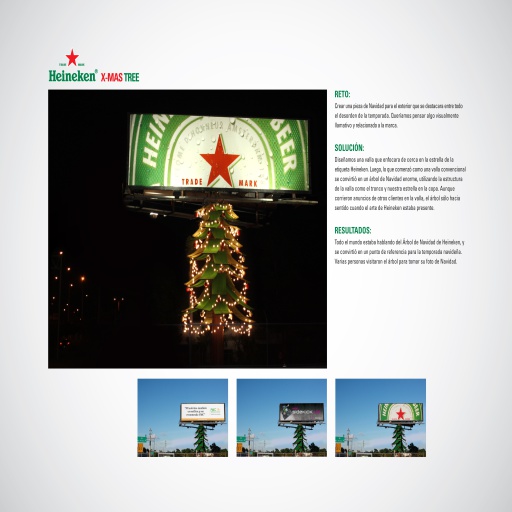 TRADE MARK
Heineken® X-MAS TREE
HEIN BEER
TRADE MARK
RETO:
Crear una pieza de Navidad para el exterior que se destacara entre todo
el desorden de la temporada. Queríamos pensar algo visualmente
llamativo y relacionado a la marca.
SOLUCIÓN:
Diseñamos una valla que enfocara de cerca en la estrella de la
etiqueta Heineken. Luego, lo que comenzó como una valla convencional
se convirtió en un Árbol de Navidad enorme, utilizando la estructura
de la valla como el tronco y nuestra estrella en la copa. Aunque
corrieron anuncios de otros clientes en la valla, el árbol sólo hacía
sentido cuando el arte de Heineken estaba presente.
RESULTADOS:
Todo el mundo estaba hablando del Árbol de Navidad de Heineken, y
se convirtió en un punto de referencia para la temporada navideña.
Varias personas visitaron el árbol para tomar su foto de Navidad.